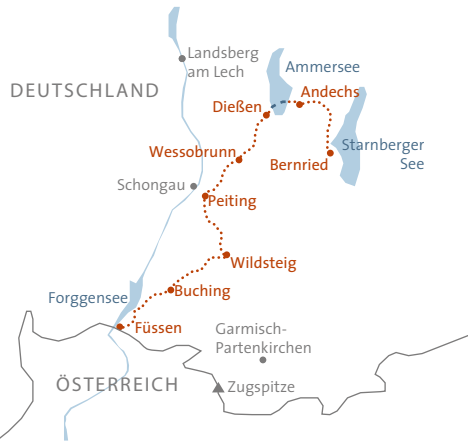 Landsberg
am Lech
Ammersee
DEUTSCHLAND
Andechs
Dießen
Starnberger
See
Wessobrunn
Bernried
Schongau
Peiting
Wildsteig
Buching
Forggensee
Füssen
Garmisch-
Partenkirchen
ÖSTERREICH
Zugspitze